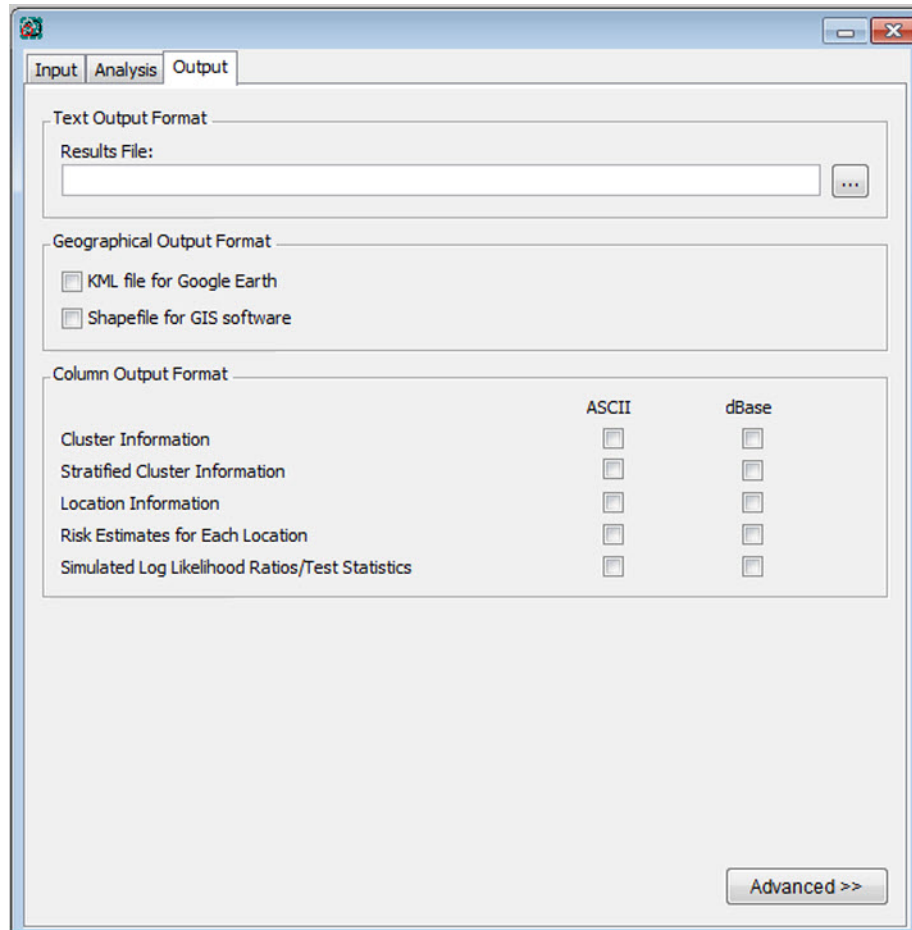 Input Analysis Output
Text Output Format
Results File:
...
Geographical Output Format
KML file for Google Earth
Shapefile for GIS software
Column Output Format
ASCII dBase
Cluster Information
Stratified Cluster Information
Location Information
Risk Estimates for Each Location
Simulated Log Likelihood Ratios/Test Statistics
Advanced >>